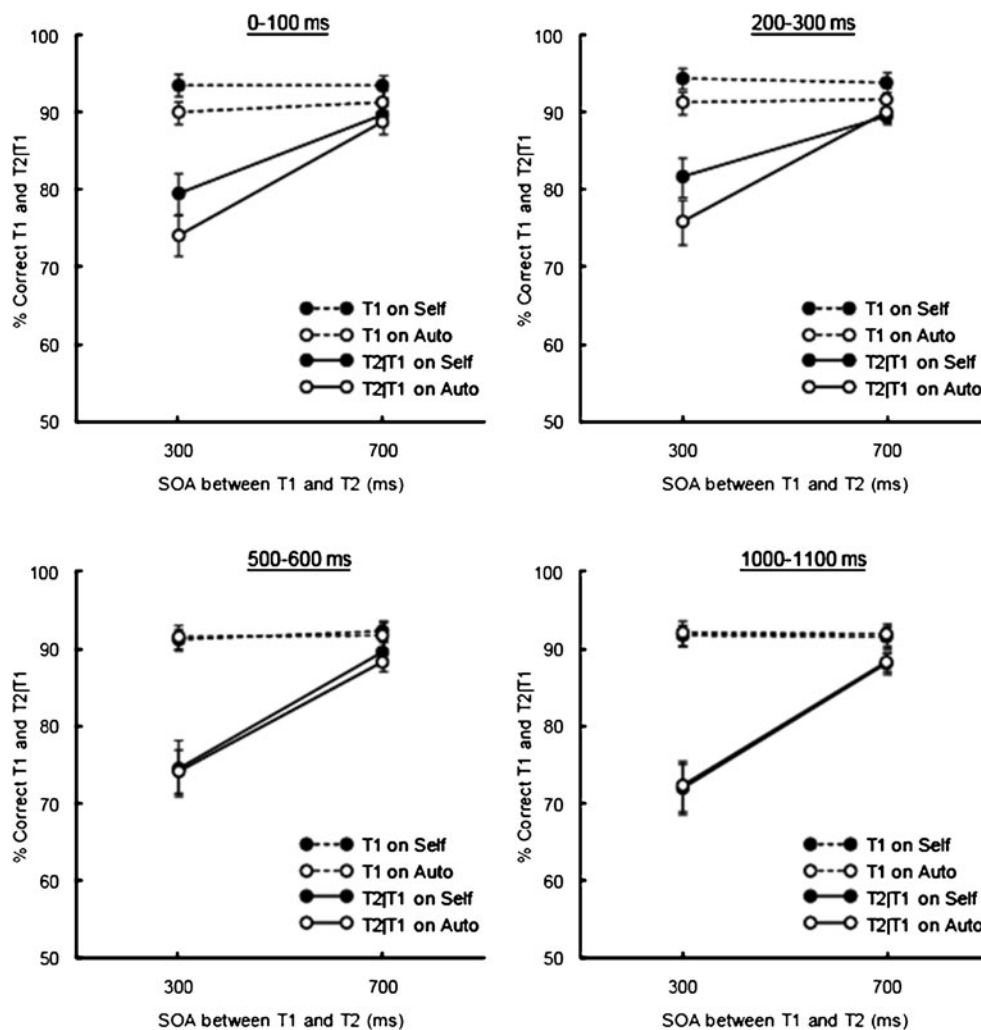 0-100 ms
100
90
80
70
60
50
% Correct T1 and T2|T1
T1 on Self
T1 on Auto
T2|T1 on Self
T2|T1 on Auto
300
700
SOA between T1 and T2 (ms)
200-300 ms
100
90
80
70
60
50
% Correct T1 and T2|T1
T1 on Self
T1 on Auto
T2|T1 on Self
T2|T1 on Auto
300
700
SOA between T1 and T2 (ms)
500-600 ms
100
90
80
70
60
50
% Correct T1 and T2|T1
T1 on Self
T1 on Auto
T2|T1 on Self
T2|T1 on Auto
300
700
SOA between T1 and T2 (ms)
1000-1100 ms
100
90
80
70
60
50
% Correct T1 and T2|T1
T1 on Self
T1 on Auto
T2|T1 on Self
T2|T1 on Auto
300
700
SOA between T1 and T2 (ms)